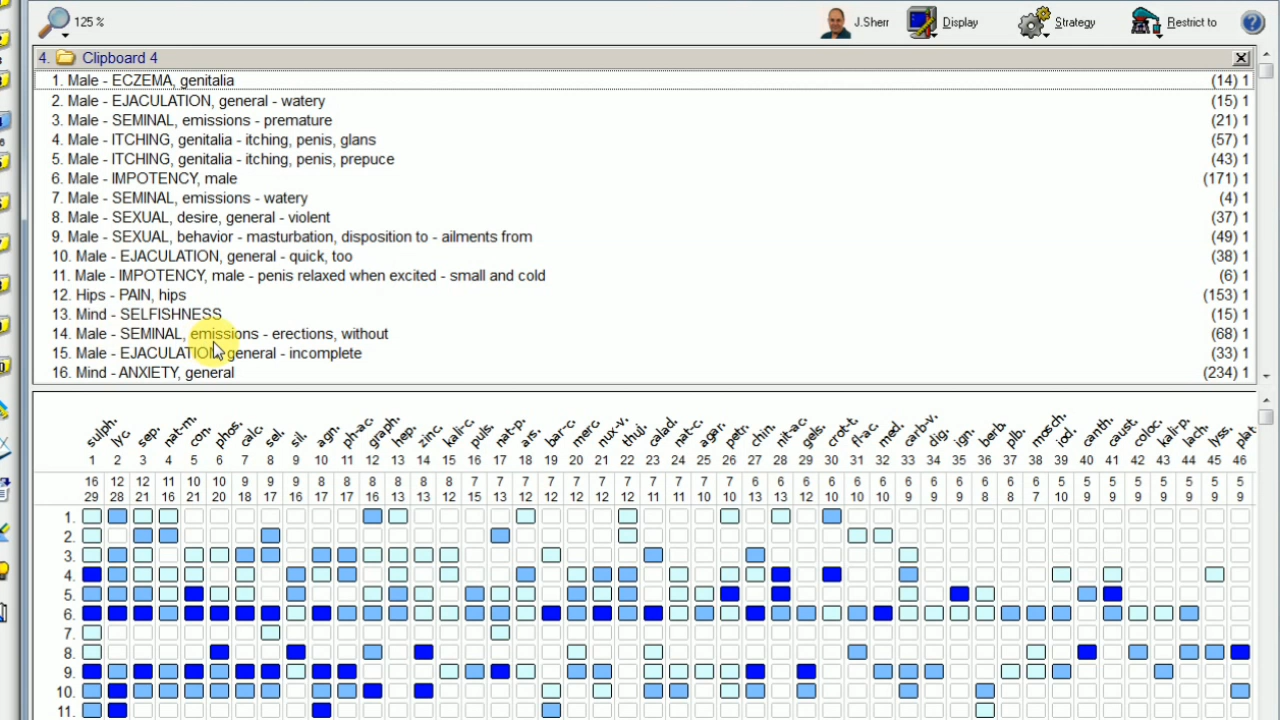 125 %
J.Sherr
Display
Strategy
Restrict to
4. Clipboard 4
1. Male - ECZEMA, genitalia (14) 1
2. Male - EJACULATION, general - watery (15) 1
3. Male - SEMINAL, emissions - premature (21) 1
4. Male - ITCHING, genitalia - itching, penis, glans (57) 1
5. Male - ITCHING, genitalia - itching, penis, prepuce (43) 1
6. Male - IMPOTENCY, male (171) 1
7. Male - SEMINAL, emissions - watery (4) 1
8. Male - SEXUAL, desire, general - violent (37) 1
9. Male - SEXUAL, behavior - masturbation, disposition to - ailments from (49) 1
10. Male - EJACULATION, general - quick, too (38) 1
11. Male - IMPOTENCY, male - penis relaxed when excited - small and cold (6) 1
12. Hips - PAIN, hips (153) 1
13. Mind - SELFISHNESS (15) 1
14. Male - SEMINAL, emissions - erections, without (68) 1
15. Male - EJACULATION, general - incomplete (33) 1
16. Mind - ANXIETY, general (234) 1
sulph. lyc. sep. nat-m. con. phos. calc. sel. sil. agn. ph-ac. graph. hep. zinc. kali-c. puls. nat-p. ars. bar-c. merc. nux-v. thuj. calad. nat-c. agar. petr. chin. nit-ac. gels. crot-t. fl-ac. med. carb-v. dig. ign. berb. plb. mosch. iod. canth. caust. coloc. kali-p. lach. lyss. plat
1 2 3 4 5 6 7 8 9 10 11 12 13 14 15 16 17 18 19 20 21 22 23 24 25 26 27 28 29 30 31 32 33 34 35 36 37 38 39 40 41 42 43 44 45 46
16 12 12 11 10 10 9 9 9 8 8 8 8 8 8 7 7 7 7 7 7 7 7 7 7 7 6 6 6 6 6 6 6 6 6 6 6 6 5 5 5 5 5 5 5 5
29 28 21 16 21 20 18 17 16 17 17 16 13 13 12 15 14 12 12 12 12 12 11 11 10 10 13 13 12 10 10 10 9 9 9 8 8 7 10 9 9 9 9 9 9 9
1.
2.
3.
4.
5.
6.
7.
8.
9.
10.
11.